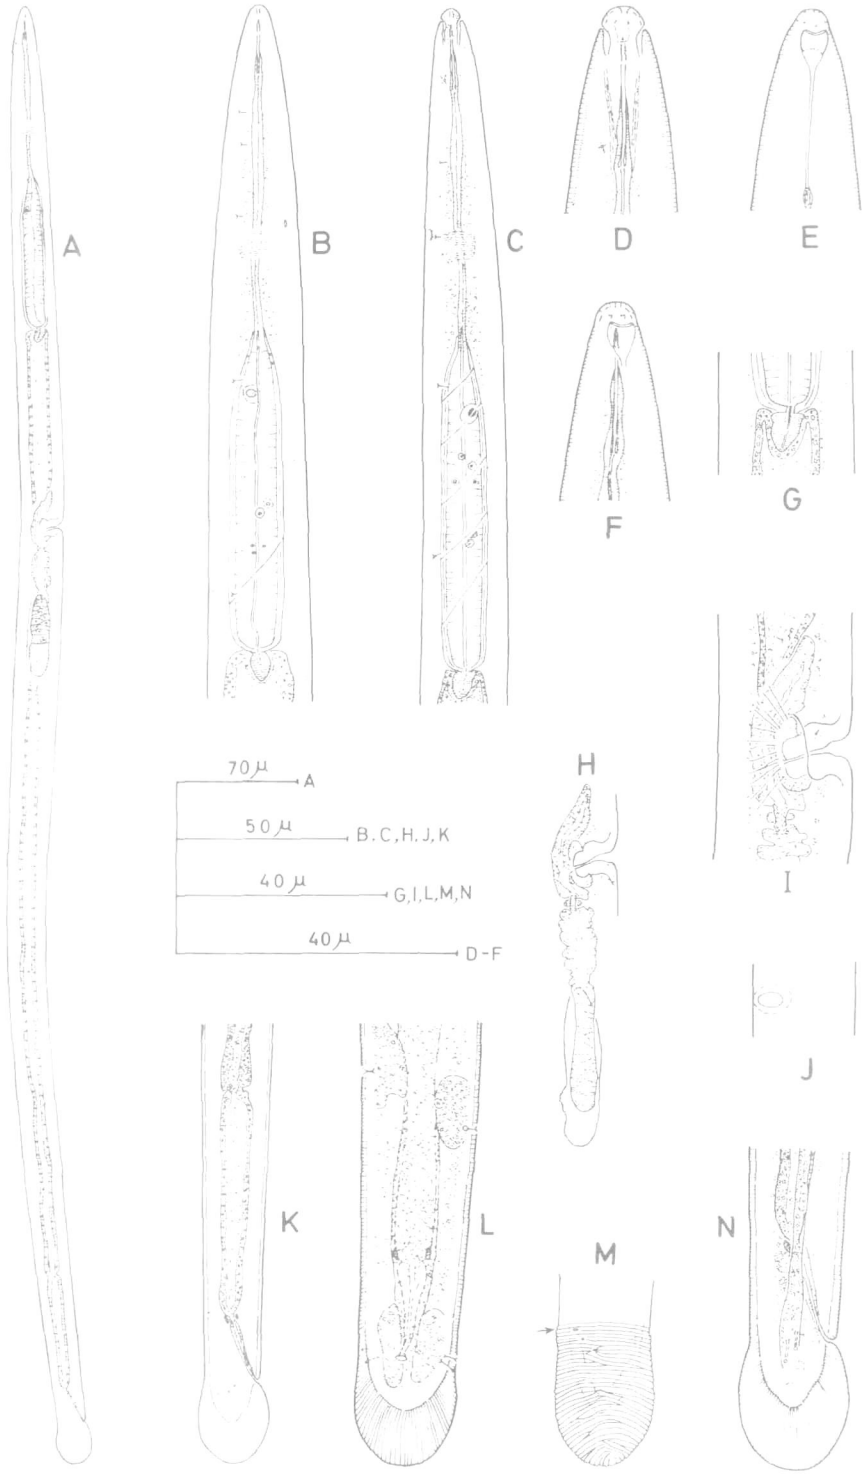 A
B
C
D
E
F
G
H
I
J
70 μ A
50 μ B.C,H,J,K
40 μ G,I,L,M,N
40 μ D-F
K
L
M
N